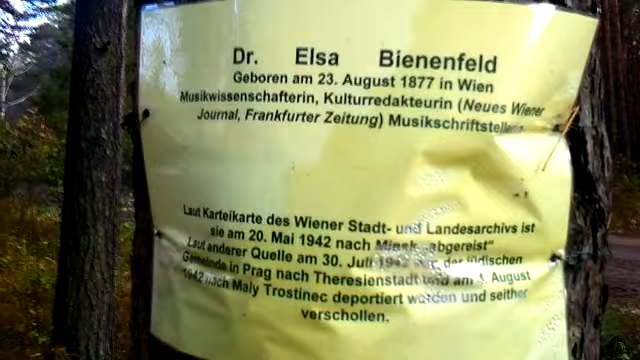 Dr. Elsa Bienenfeld
Geboren am 23. August 1877 in Wien
Musikwissenschafterin, Kulturredakteurin (Neues Wiener
Journal, Frankfurter Zeitung) Musikschriftstellerin
Laut Karteikarte des Wiener Stadt- und Landesarchivs ist
sie am 20. Mai 1942 nach Minsk „abgereist"
Laut anderer Quelle am 30. Juli 1942 der jüdischen
Gemeinde in Prag nach Theresienstadt und am August
1942 nach Maly Trostinec deportiert worden und seither
verschollen.